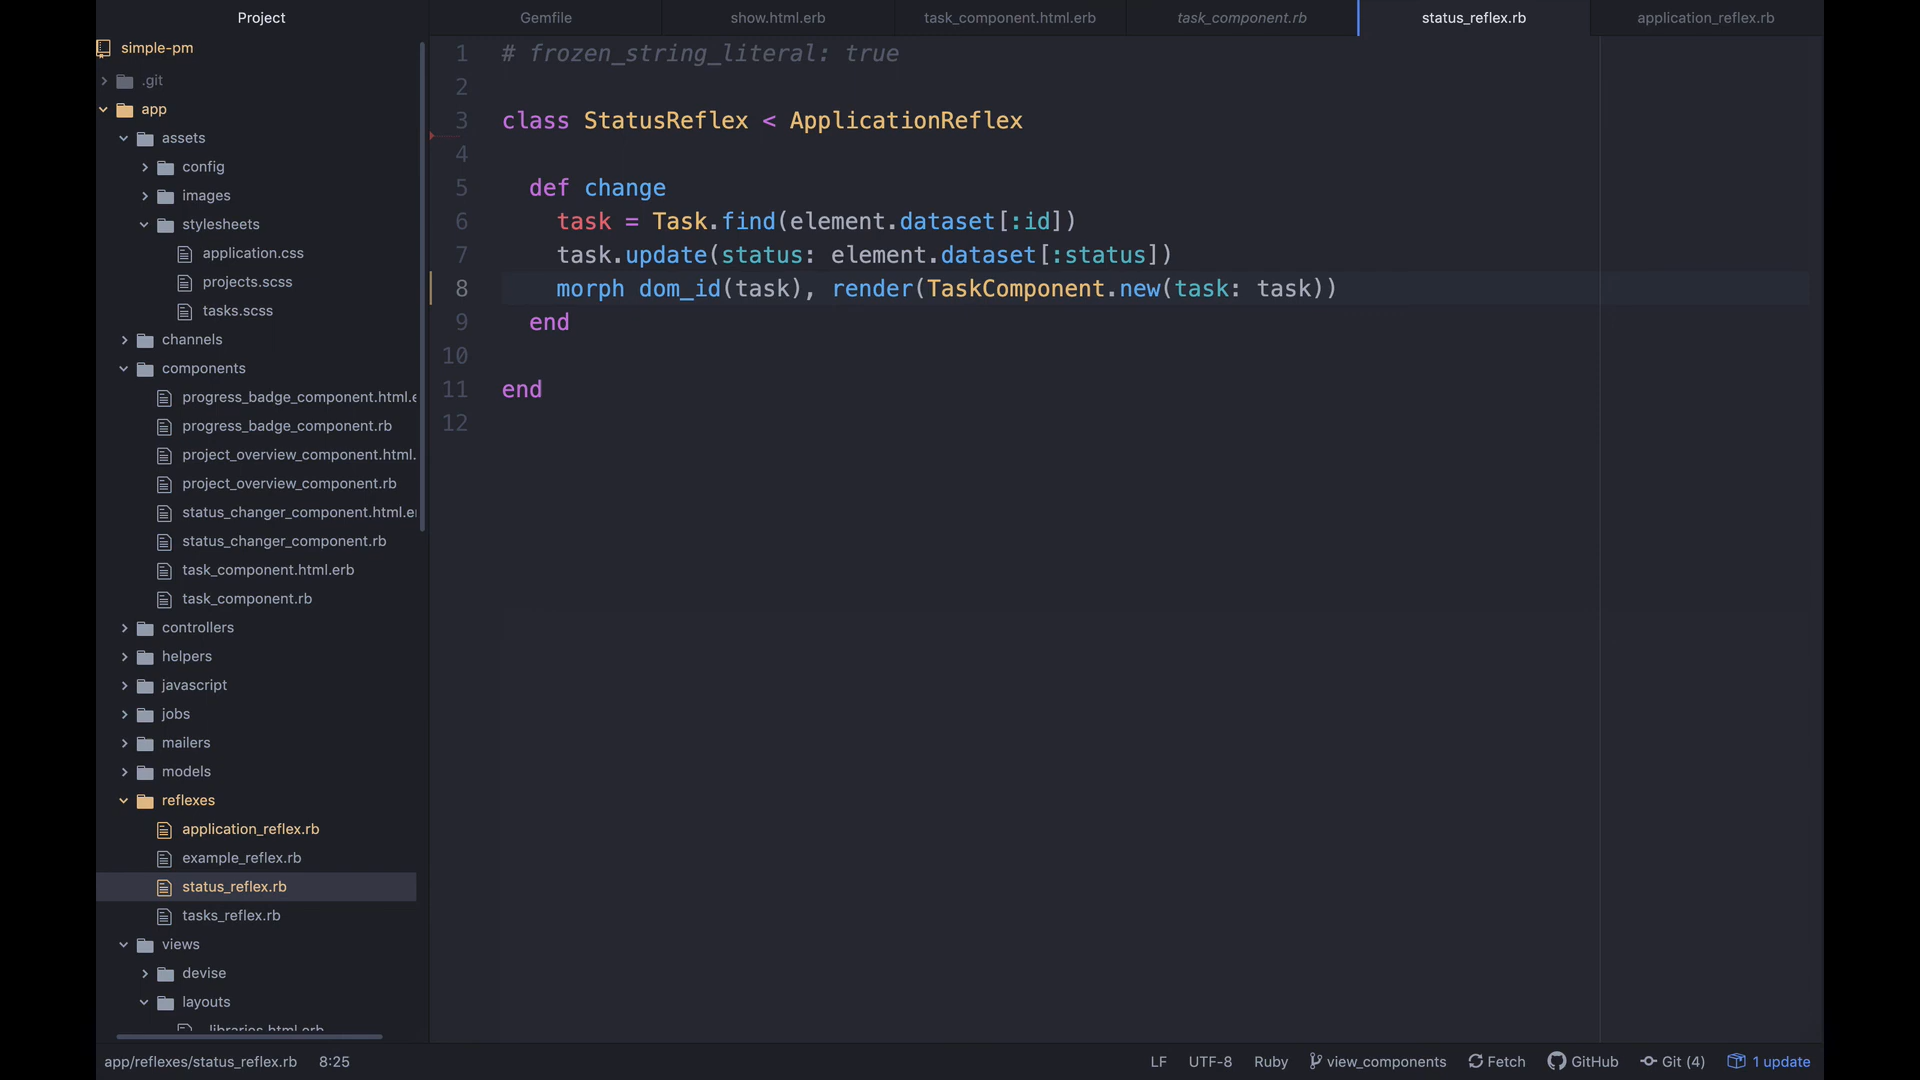 Project
simple-pm
.git
app
assets
config
images
stylesheets
application.css
projects.scss
tasks.scss
channels
components
progress_badge_component.html.e
progress_badge_component.rb
project_overview_component.html.
project_overview_component.rb
status_changer_component.html.er
status_changer_component.rb
task_component.html.erb
task_component.rb
controllers
helpers
javascript
jobs
mailers
models
reflexes
application_reflex.rb
example_reflex.rb
status_reflex.rb
tasks_reflex.rb
views
devise
layouts
_libraries.html.erb
Gemfile
show.html.erb
task_component.html.erb
task_component.rb
status_reflex.rb
application_reflex.rb
1 # frozen_string_literal: true
2
3 class StatusReflex < ApplicationReflex
4
5 def change
6 task = Task.find(element.dataset[:id])
7 task.update(status: element.dataset[:status])
8 morph dom_id(task), render(TaskComponent.new(task: task))
9 end
10
11 end
12
app/reflexes/status_reflex.rb 8:25 LF UTF-8 Ruby view_components Fetch GitHub Git (4) 1 update